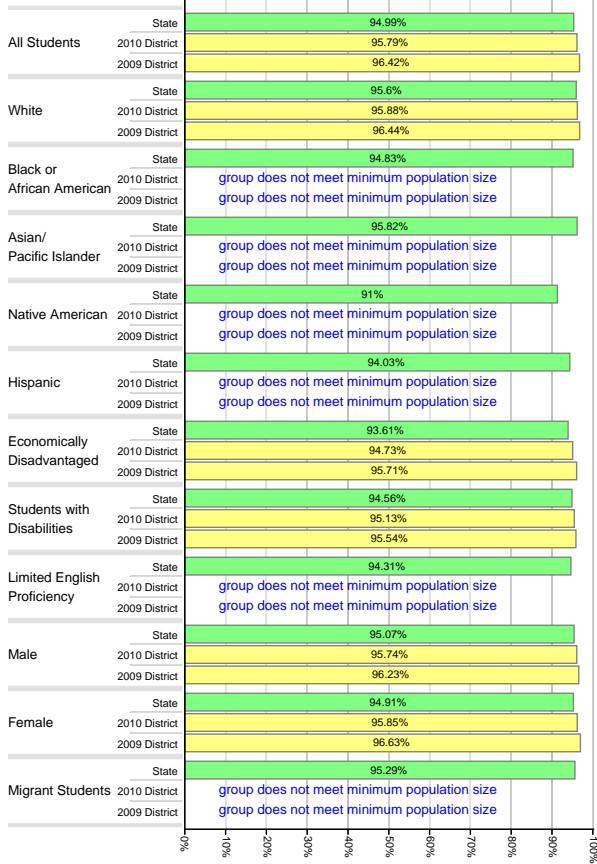 All Students
State 94.99%
2010 District 95.79%
2009 District 96.42%
White
State 95.6%
2010 District 95.88%
2009 District 96.44%
Black or
African American
State 94.83%
2010 District group does not meet minimum population size
2009 District group does not meet minimum population size
Asian/
Pacific Islander
State 95.82%
2010 District group does not meet minimum population size
2009 District group does not meet minimum population size
Native American
State 91%
2010 District group does not meet minimum population size
2009 District group does not meet minimum population size
Hispanic
State 94.03%
2010 District group does not meet minimum population size
2009 District group does not meet minimum population size
Economically
Disadvantaged
State 93.61%
2010 District 94.73%
2009 District 95.71%
Students with
Disabilities
State 94.56%
2010 District 95.13%
2009 District 95.54%
Limited English
Proficiency
State 94.31%
2010 District group does not meet minimum population size
2009 District group does not meet minimum population size
Male
State 95.07%
2010 District 95.74%
2009 District 96.23%
Female
State 94.91%
2010 District 95.85%
2009 District 96.63%
Migrant Students
State 95.29%
2010 District group does not meet minimum population size
2009 District group does not meet minimum population size
0% 10% 20% 30% 40% 50% 60% 70% 80% 90% 100%